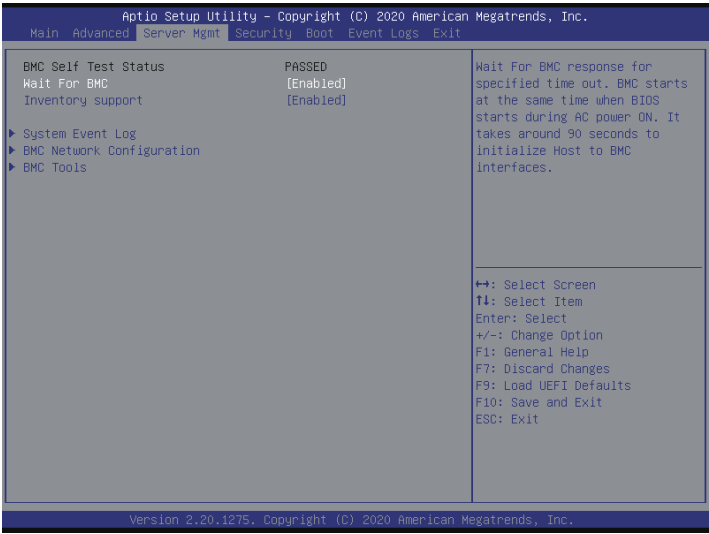 Aptio Setup Utility – Copyright (C) 2020 American Megatrends, Inc.
Main Advanced Server Mgmt Security Boot Event Logs Exit
BMC Self Test Status PASSED
Wait For BMC [Enabled]
Inventory support [Enabled]
System Event Log
BMC Network Configuration
BMC Tools
Wait For BMC response for
specified time out. BMC starts
at the same time when BIOS
starts during AC power ON. It
takes around 90 seconds to
initialize Host to BMC
interfaces.
↔: Select Screen
↑↓: Select Item
Enter: Select
+/-: Change Option
F1: General Help
F7: Discard Changes
F9: Load UEFI Defaults
F10: Save and Exit
ESC: Exit
Version 2.20.1275. Copyright (C) 2020 American Megatrends, Inc.